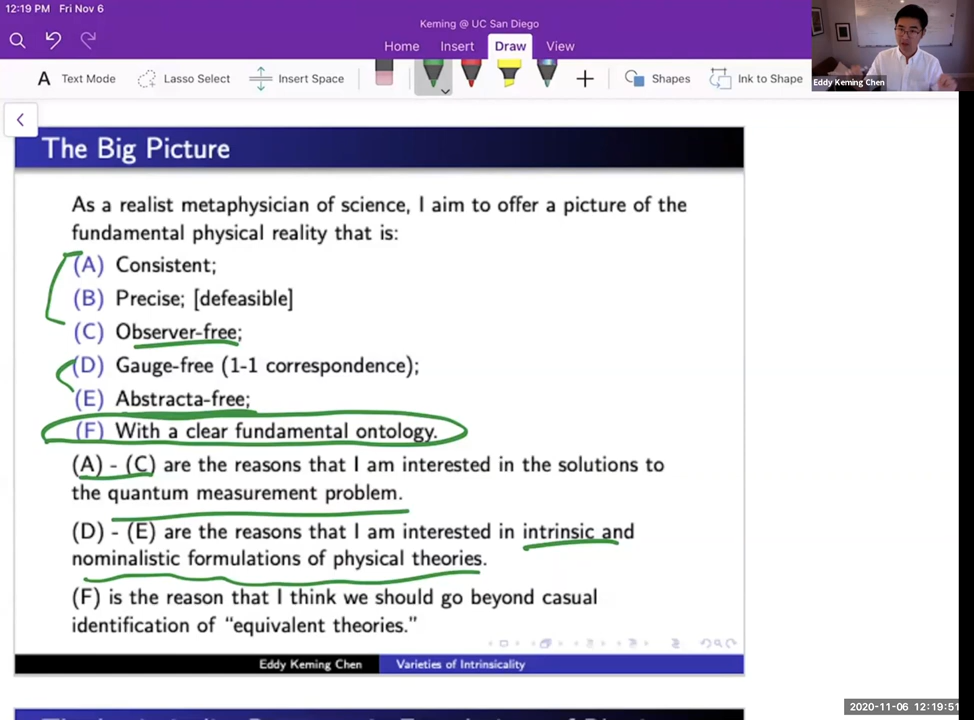 12:19 PM Fri Nov 6
Keming @ UC San Diego
Home Insert Draw View
A Text Mode Lasso Select Insert Space Shapes Ink to Shape
Eddy Keming Chen
The Big Picture
As a realist metaphysician of science, I aim to offer a picture of the
fundamental physical reality that is:
(A) Consistent;
(B) Precise; [defeasible]
(C) Observer-free;
(D) Gauge-free (1-1 correspondence);
(E) Abstracta-free;
(F) With a clear fundamental ontology.
(A) - (C) are the reasons that I am interested in the solutions to
the quantum measurement problem.
(D) - (E) are the reasons that I am interested in intrinsic and
nominalistic formulations of physical theories.
(F) is the reason that I think we should go beyond casual
identification of “equivalent theories.”
Eddy Keming Chen Varieties of Intrinsicality
2020-11-06 12:19:51